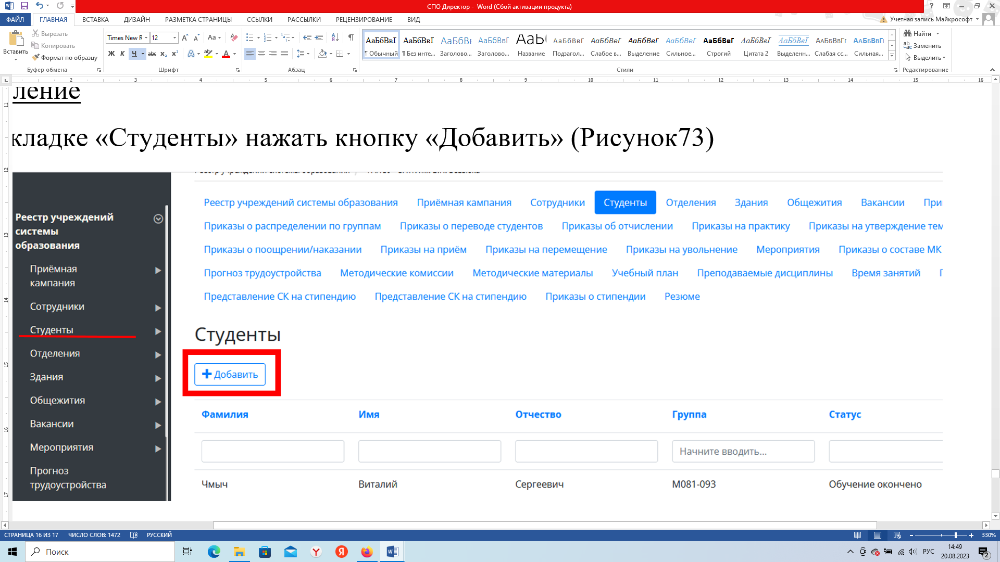 СПО Директор - Word (Сбой активации продукта)
ФАЙЛ ГЛАВНАЯ ВСТАВКА ДИЗАЙН РАЗМЕТКА СТРАНИЦЫ ССЫЛКИ РАССЫЛКИ РЕЦЕНЗИРОВАНИЕ ВИД Учетная запись Майкрософт
Вставить
Вырезать
Копировать
Формат по образцу
Буфер обмена
Times New R 12
Ж К Ч abc
Шрифт
Абзац
АаБбВвГ АаБбВвГ АаБбВ АаБбВвГ АаБ АаБбВвГ АаБбВвГ АаБбВвГ АаБбВвГ АаБбВвГ АаБбВвГ АаБбВвГ АаБбВвГ АаБбВвГ
¶ Обычный ¶ Без инте... Заголово... Заголово... Название Подзагол... Слабое в... Выделение Сильное... Строгий Цитата 2 Выделенн... Слабая сс... Сильная...
Стили
Найти
Заменить
Выделить
Редактирование
2 3 4 5 6 7 8 9 10 11 12 13 14 15 16
11 12 13 14 15 16 17
ление
кладке «Студенты» нажать кнопку «Добавить» (Рисунок73)
Реестр учреждений системы образования
Приёмная кампания
Сотрудники
Студенты
Отделения
Здания
Общежития
Вакансии
Мероприятия
Прогноз трудоустройства
Реестр учреждений системы образования Приёмная кампания Сотрудники Студенты Отделения Здания Общежития Вакансии При
Приказы о распределении по группам Приказы о переводе студентов Приказы об отчислении Приказы на практику Приказы на утверждение тем
Приказы о поощрении/наказании Приказы на приём Приказы на перемещение Приказы на увольнение Мероприятия Приказы о составе МК
Прогноз трудоустройства Методические комиссии Методические материалы Учебный план Преподаваемые дисциплины Время занятий
Представление СК на стипендию Представление СК на стипендию Приказы о стипендии Резюме
Студенты
Добавить
Фамилия Имя Отчество Группа Статус
Начните вводить...
Чмыч Виталий Сергеевич М081-093 Обучение окончено
СТРАНИЦА 16 ИЗ 17 ЧИСЛО СЛОВ: 1472 РУССКИЙ 330%
Поиск
РУС
14:49
20.08.2023
2